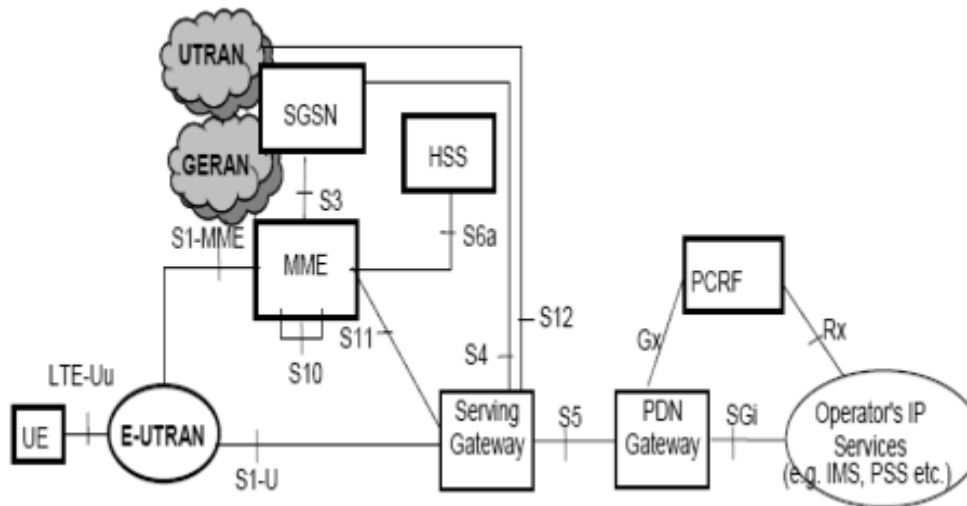 UTRAN
SGSN
HSS
GERAN
S3
S6a
S1-MME
MME
PCRF
S12
S11
Gx
Rx
S4
S10
LTE-Uu
UE
E-UTRAN
Serving
Gateway
S5
PDN
Gateway
SGi
Operator's IP
Services
(e.g. IMS, PSS etc.)
S1-U